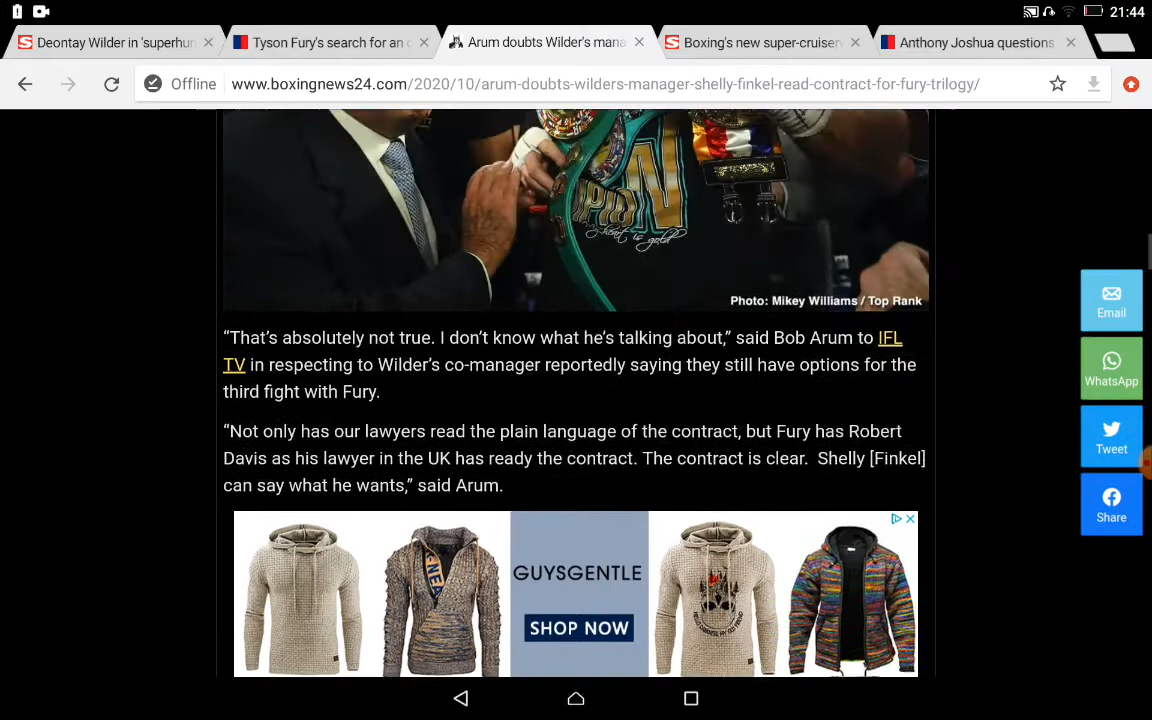 21:44
Deontay Wilder in 'superhu
Tyson Fury's search for an o
Arum doubts Wilder's mana
Boxing's new super-cruiser
Anthony Joshua questions
Offline
www.boxingnews24.com/2020/10/arum-doubts-wilders-manager-shelly-finkel-read-contract-for-fury-trilogy/
heart is gold
Photo: Mikey Williams / Top Rank
“That’s absolutely not true. I don’t know what he’s talking about,” said Bob Arum to IFL
TV in respecting to Wilder’s co-manager reportedly saying they still have options for the
third fight with Fury.
“Not only has our lawyers read the plain language of the contract, but Fury has Robert
Davis as his lawyer in the UK has ready the contract. The contract is clear.  Shelly [Finkel]
can say what he wants,” said Arum.
GUYSGENTLE
SHOP NOW
Email
WhatsApp
Tweet
Share